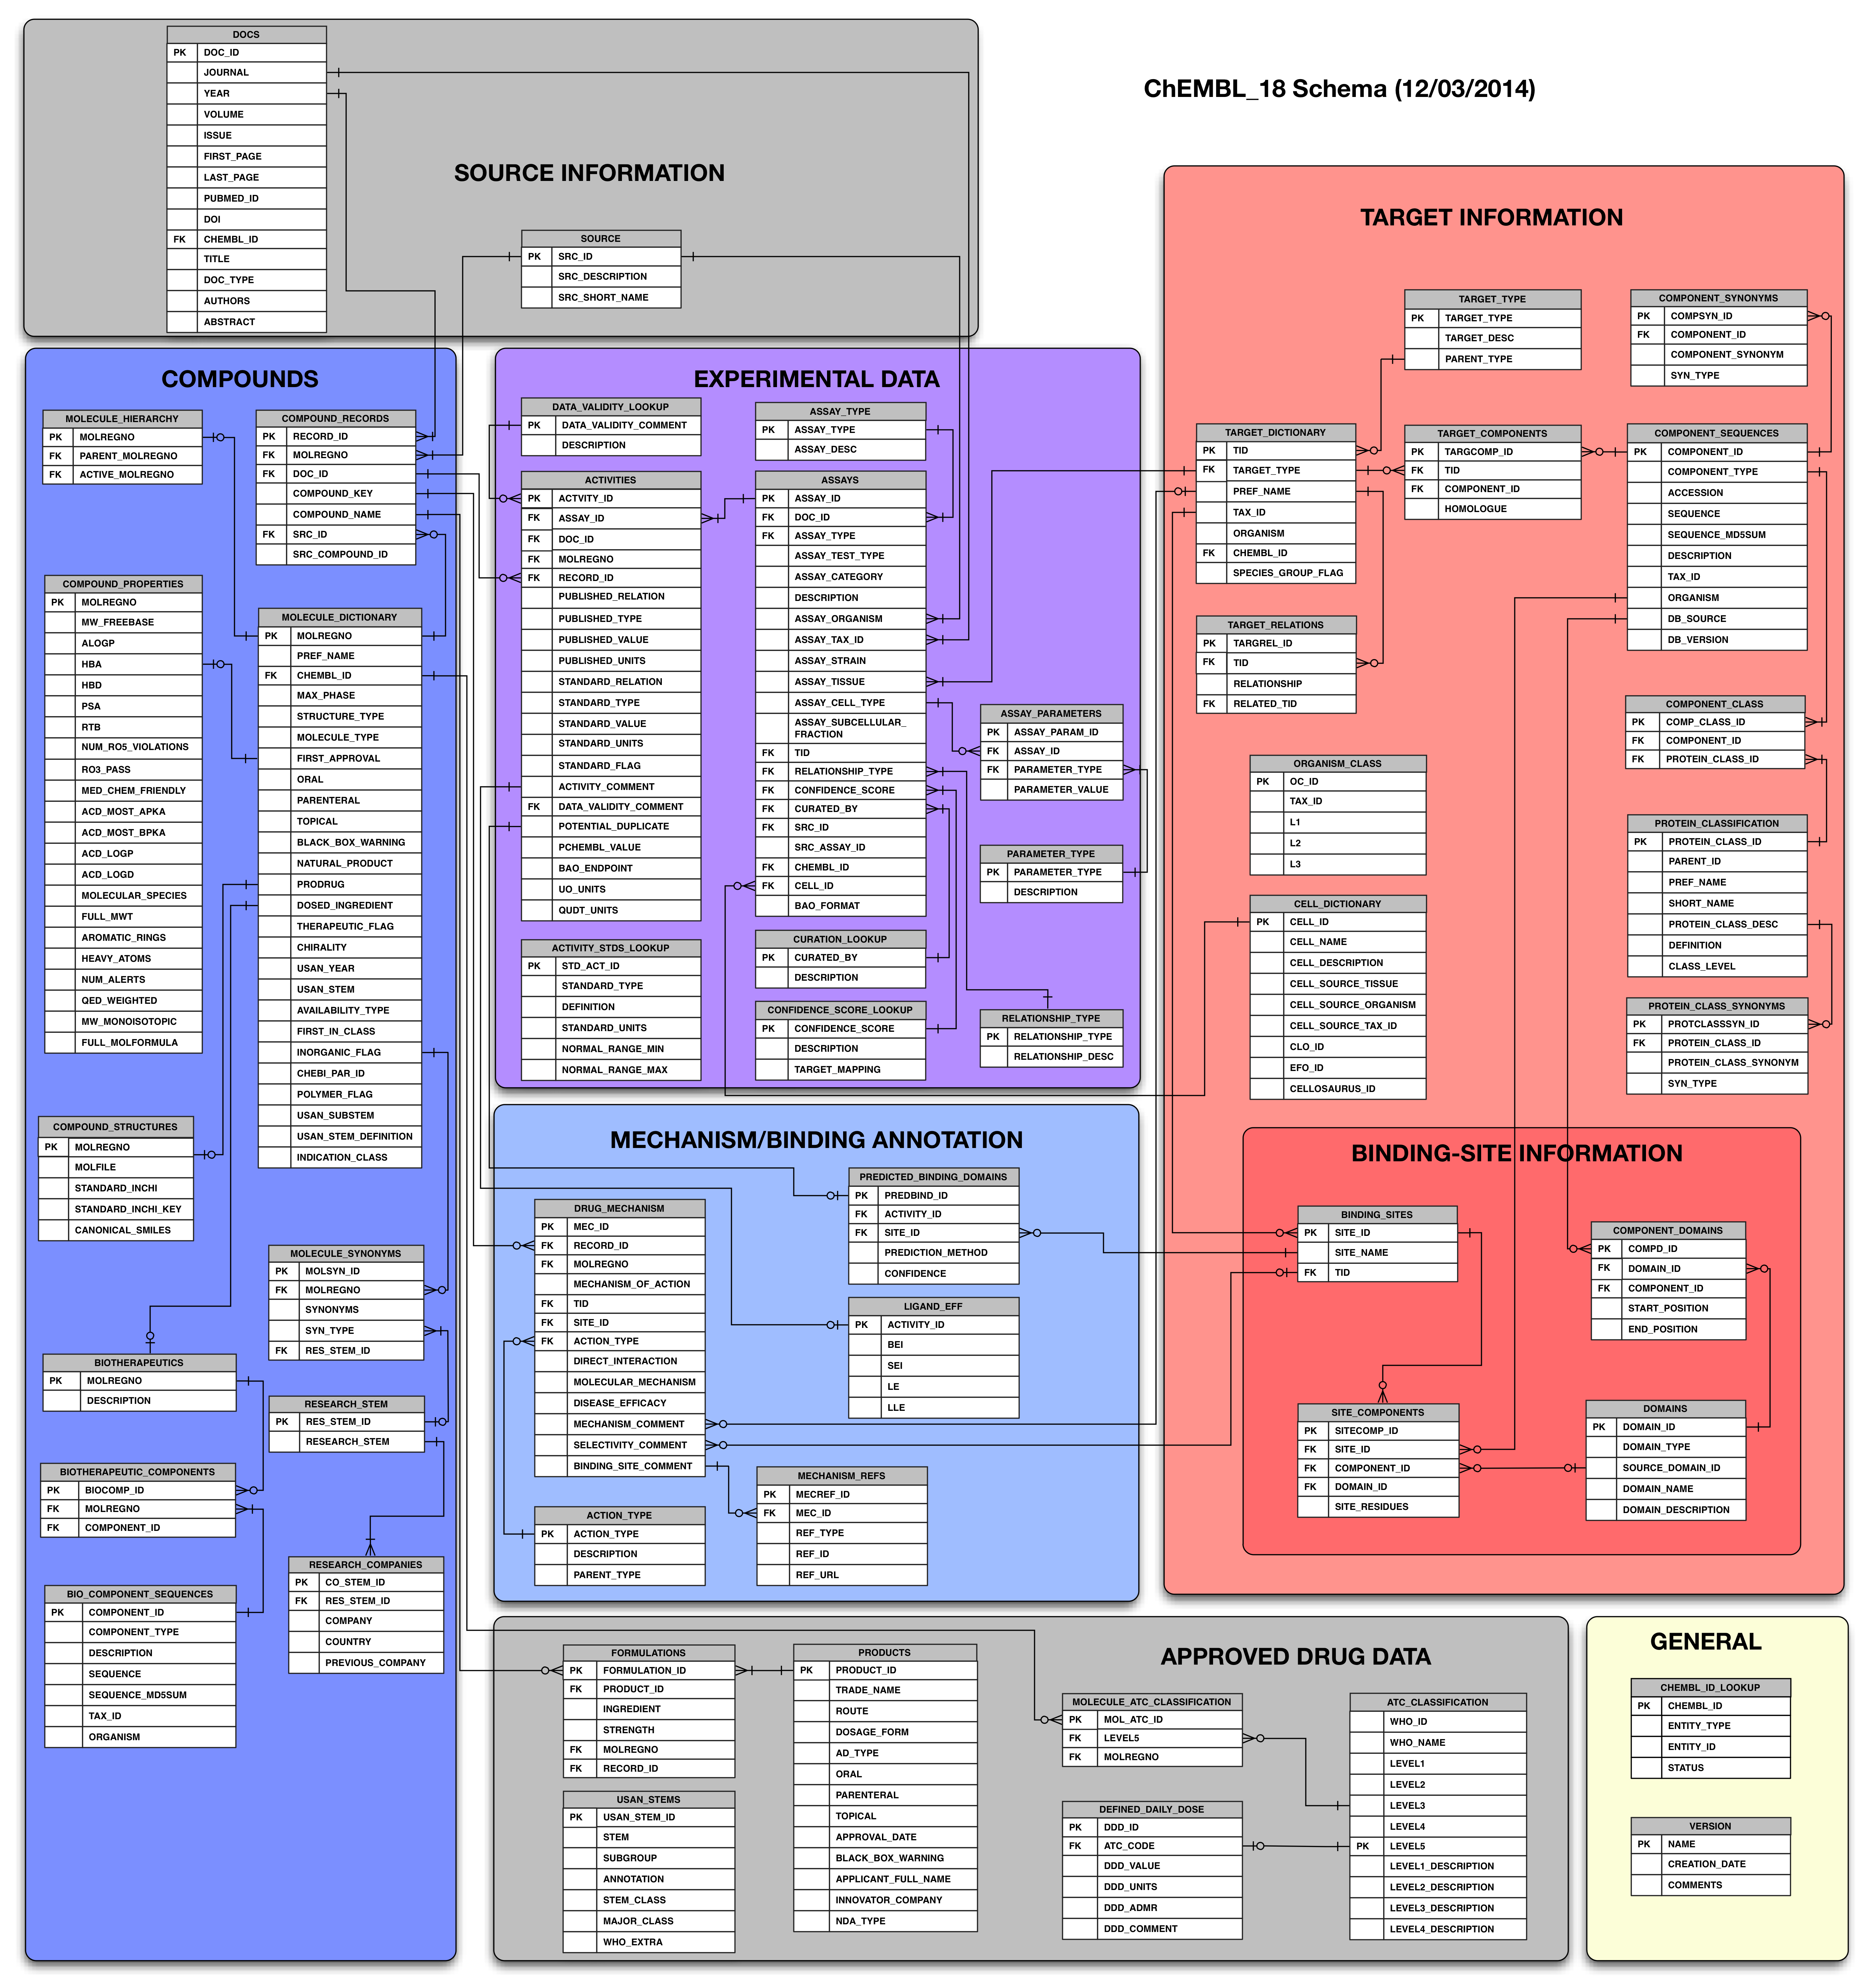 ChEMBL_18 Schema (12/03/2014)
SOURCE INFORMATION
DOCS
PK DOC_ID
JOURNAL
YEAR
VOLUME
ISSUE
FIRST_PAGE
LAST_PAGE
PUBMED_ID
DOI
FK CHEMBL_ID
TITLE
DOC_TYPE
AUTHORS
ABSTRACT
SOURCE
PK SRC_ID
SRC_DESCRIPTION
SRC_SHORT_NAME
COMPOUNDS
MOLECULE_HIERARCHY
PK MOLREGNO
FK PARENT_MOLREGNO
FK ACTIVE_MOLREGNO
COMPOUND_RECORDS
PK RECORD_ID
FK MOLREGNO
FK DOC_ID
COMPOUND_KEY
COMPOUND_NAME
FK SRC_ID
SRC_COMPOUND_ID
COMPOUND_PROPERTIES
PK MOLREGNO
MW_FREEBASE
ALOGP
HBA
HBD
PSA
RTB
NUM_RO5_VIOLATIONS
RO3_PASS
MED_CHEM_FRIENDLY
ACD_MOST_APKA
ACD_MOST_BPKA
ACD_LOGP
ACD_LOGD
MOLECULAR_SPECIES
FULL_MWT
AROMATIC_RINGS
HEAVY_ATOMS
NUM_ALERTS
QED_WEIGHTED
MW_MONOISOTOPIC
FULL_MOLFORMULA
MOLECULE_DICTIONARY
PK MOLREGNO
PREF_NAME
FK CHEMBL_ID
MAX_PHASE
STRUCTURE_TYPE
MOLECULE_TYPE
FIRST_APPROVAL
ORAL
PARENTERAL
TOPICAL
BLACK_BOX_WARNING
NATURAL_PRODUCT
PRODRUG
DOSED_INGREDIENT
THERAPEUTIC_FLAG
CHIRALITY
USAN_YEAR
USAN_STEM
AVAILABILITY_TYPE
FIRST_IN_CLASS
INORGANIC_FLAG
CHEBI_PAR_ID
POLYMER_FLAG
USAN_SUBSTEM
USAN_STEM_DEFINITION
INDICATION_CLASS
COMPOUND_STRUCTURES
PK MOLREGNO
MOLFILE
STANDARD_INCHI
STANDARD_INCHI_KEY
CANONICAL_SMILES
MOLECULE_SYNONYMS
PK MOLSYN_ID
FK MOLREGNO
SYNONYMS
SYN_TYPE
FK RES_STEM_ID
BIOTHERAPEUTICS
PK MOLREGNO
DESCRIPTION
RESEARCH_STEM
PK RES_STEM_ID
RESEARCH_STEM
BIOTHERAPEUTIC_COMPONENTS
PK BIOCOMP_ID
FK MOLREGNO
FK COMPONENT_ID
RESEARCH_COMPANIES
PK CO_STEM_ID
FK RES_STEM_ID
COMPANY
COUNTRY
PREVIOUS_COMPANY
BIO_COMPONENT_SEQUENCES
PK COMPONENT_ID
COMPONENT_TYPE
DESCRIPTION
SEQUENCE
SEQUENCE_MD5SUM
TAX_ID
ORGANISM
EXPERIMENTAL DATA
DATA_VALIDITY_LOOKUP
PK DATA_VALIDITY_COMMENT
DESCRIPTION
ASSAY_TYPE
PK ASSAY_TYPE
ASSAY_DESC
ACTIVITIES
PK ACTVITY_ID
FK ASSAY_ID
FK DOC_ID
FK MOLREGNO
FK RECORD_ID
PUBLISHED_RELATION
PUBLISHED_TYPE
PUBLISHED_VALUE
PUBLISHED_UNITS
STANDARD_RELATION
STANDARD_TYPE
STANDARD_VALUE
STANDARD_UNITS
STANDARD_FLAG
ACTIVITY_COMMENT
FK DATA_VALIDITY_COMMENT
POTENTIAL_DUPLICATE
PCHEMBL_VALUE
BAO_ENDPOINT
UO_UNITS
QUDT_UNITS
ASSAYS
PK ASSAY_ID
FK DOC_ID
FK ASSAY_TYPE
ASSAY_TEST_TYPE
ASSAY_CATEGORY
DESCRIPTION
ASSAY_ORGANISM
ASSAY_TAX_ID
ASSAY_STRAIN
ASSAY_TISSUE
ASSAY_CELL_TYPE
ASSAY_SUBCELLULAR_
FRACTION
FK TID
FK RELATIONSHIP_TYPE
FK CONFIDENCE_SCORE
FK CURATED_BY
FK SRC_ID
SRC_ASSAY_ID
FK CHEMBL_ID
FK CELL_ID
BAO_FORMAT
ASSAY_PARAMETERS
PK ASSAY_PARAM_ID
FK ASSAY_ID
FK PARAMETER_TYPE
PARAMETER_VALUE
PARAMETER_TYPE
PK PARAMETER_TYPE
DESCRIPTION
ACTIVITY_STDS_LOOKUP
PK STD_ACT_ID
STANDARD_TYPE
DEFINITION
STANDARD_UNITS
NORMAL_RANGE_MIN
NORMAL_RANGE_MAX
CURATION_LOOKUP
PK CURATED_BY
DESCRIPTION
CONFIDENCE_SCORE_LOOKUP
PK CONFIDENCE_SCORE
DESCRIPTION
TARGET_MAPPING
RELATIONSHIP_TYPE
PK RELATIONSHIP_TYPE
RELATIONSHIP_DESC
MECHANISM/BINDING ANNOTATION
DRUG_MECHANISM
PK MEC_ID
FK RECORD_ID
FK MOLREGNO
MECHANISM_OF_ACTION
FK TID
FK SITE_ID
FK ACTION_TYPE
DIRECT_INTERACTION
MOLECULAR_MECHANISM
DISEASE_EFFICACY
MECHANISM_COMMENT
SELECTIVITY_COMMENT
BINDING_SITE_COMMENT
PREDICTED_BINDING_DOMAINS
PK PREDBIND_ID
FK ACTIVITY_ID
FK SITE_ID
PREDICTION_METHOD
CONFIDENCE
LIGAND_EFF
PK ACTIVITY_ID
BEI
SEI
LE
LLE
ACTION_TYPE
PK ACTION_TYPE
DESCRIPTION
PARENT_TYPE
MECHANISM_REFS
PK MECREF_ID
FK MEC_ID
REF_TYPE
REF_ID
REF_URL
TARGET INFORMATION
TARGET_TYPE
PK TARGET_TYPE
TARGET_DESC
PARENT_TYPE
COMPONENT_SYNONYMS
PK COMPSYN_ID
FK COMPONENT_ID
COMPONENT_SYNONYM
SYN_TYPE
TARGET_DICTIONARY
PK TID
FK TARGET_TYPE
PREF_NAME
TAX_ID
ORGANISM
FK CHEMBL_ID
SPECIES_GROUP_FLAG
TARGET_COMPONENTS
PK TARGCOMP_ID
FK TID
FK COMPONENT_ID
HOMOLOGUE
COMPONENT_SEQUENCES
PK COMPONENT_ID
COMPONENT_TYPE
ACCESSION
SEQUENCE
SEQUENCE_MD5SUM
DESCRIPTION
TAX_ID
ORGANISM
DB_SOURCE
DB_VERSION
TARGET_RELATIONS
PK TARGREL_ID
FK TID
RELATIONSHIP
FK RELATED_TID
COMPONENT_CLASS
PK COMP_CLASS_ID
FK COMPONENT_ID
FK PROTEIN_CLASS_ID
ORGANISM_CLASS
PK OC_ID
TAX_ID
L1
L2
L3
PROTEIN_CLASSIFICATION
PK PROTEIN_CLASS_ID
PARENT_ID
PREF_NAME
SHORT_NAME
PROTEIN_CLASS_DESC
DEFINITION
CLASS_LEVEL
CELL_DICTIONARY
PK CELL_ID
CELL_NAME
CELL_DESCRIPTION
CELL_SOURCE_TISSUE
CELL_SOURCE_ORGANISM
CELL_SOURCE_TAX_ID
CLO_ID
EFO_ID
CELLOSAURUS_ID
PROTEIN_CLASS_SYNONYMS
PK PROTCLASSSYN_ID
FK PROTEIN_CLASS_ID
PROTEIN_CLASS_SYNONYM
SYN_TYPE
BINDING-SITE INFORMATION
BINDING_SITES
PK SITE_ID
SITE_NAME
FK TID
COMPONENT_DOMAINS
PK COMPD_ID
FK DOMAIN_ID
FK COMPONENT_ID
START_POSITION
END_POSITION
SITE_COMPONENTS
PK SITECOMP_ID
FK SITE_ID
FK COMPONENT_ID
FK DOMAIN_ID
SITE_RESIDUES
DOMAINS
PK DOMAIN_ID
DOMAIN_TYPE
SOURCE_DOMAIN_ID
DOMAIN_NAME
DOMAIN_DESCRIPTION
APPROVED DRUG DATA
FORMULATIONS
PK FORMULATION_ID
FK PRODUCT_ID
INGREDIENT
STRENGTH
FK MOLREGNO
FK RECORD_ID
PRODUCTS
PK PRODUCT_ID
TRADE_NAME
ROUTE
DOSAGE_FORM
AD_TYPE
ORAL
PARENTERAL
TOPICAL
APPROVAL_DATE
BLACK_BOX_WARNING
APPLICANT_FULL_NAME
INNOVATOR_COMPANY
NDA_TYPE
USAN_STEMS
PK USAN_STEM_ID
STEM
SUBGROUP
ANNOTATION
STEM_CLASS
MAJOR_CLASS
WHO_EXTRA
MOLECULE_ATC_CLASSIFICATION
PK MOL_ATC_ID
FK LEVEL5
FK MOLREGNO
DEFINED_DAILY_DOSE
PK DDD_ID
FK ATC_CODE
DDD_VALUE
DDD_UNITS
DDD_ADMR
DDD_COMMENT
ATC_CLASSIFICATION
WHO_ID
WHO_NAME
LEVEL1
LEVEL2
LEVEL3
LEVEL4
PK LEVEL5
LEVEL1_DESCRIPTION
LEVEL2_DESCRIPTION
LEVEL3_DESCRIPTION
LEVEL4_DESCRIPTION
GENERAL
CHEMBL_ID_LOOKUP
PK CHEMBL_ID
ENTITY_TYPE
ENTITY_ID
STATUS
VERSION
PK NAME
CREATION_DATE
COMMENTS